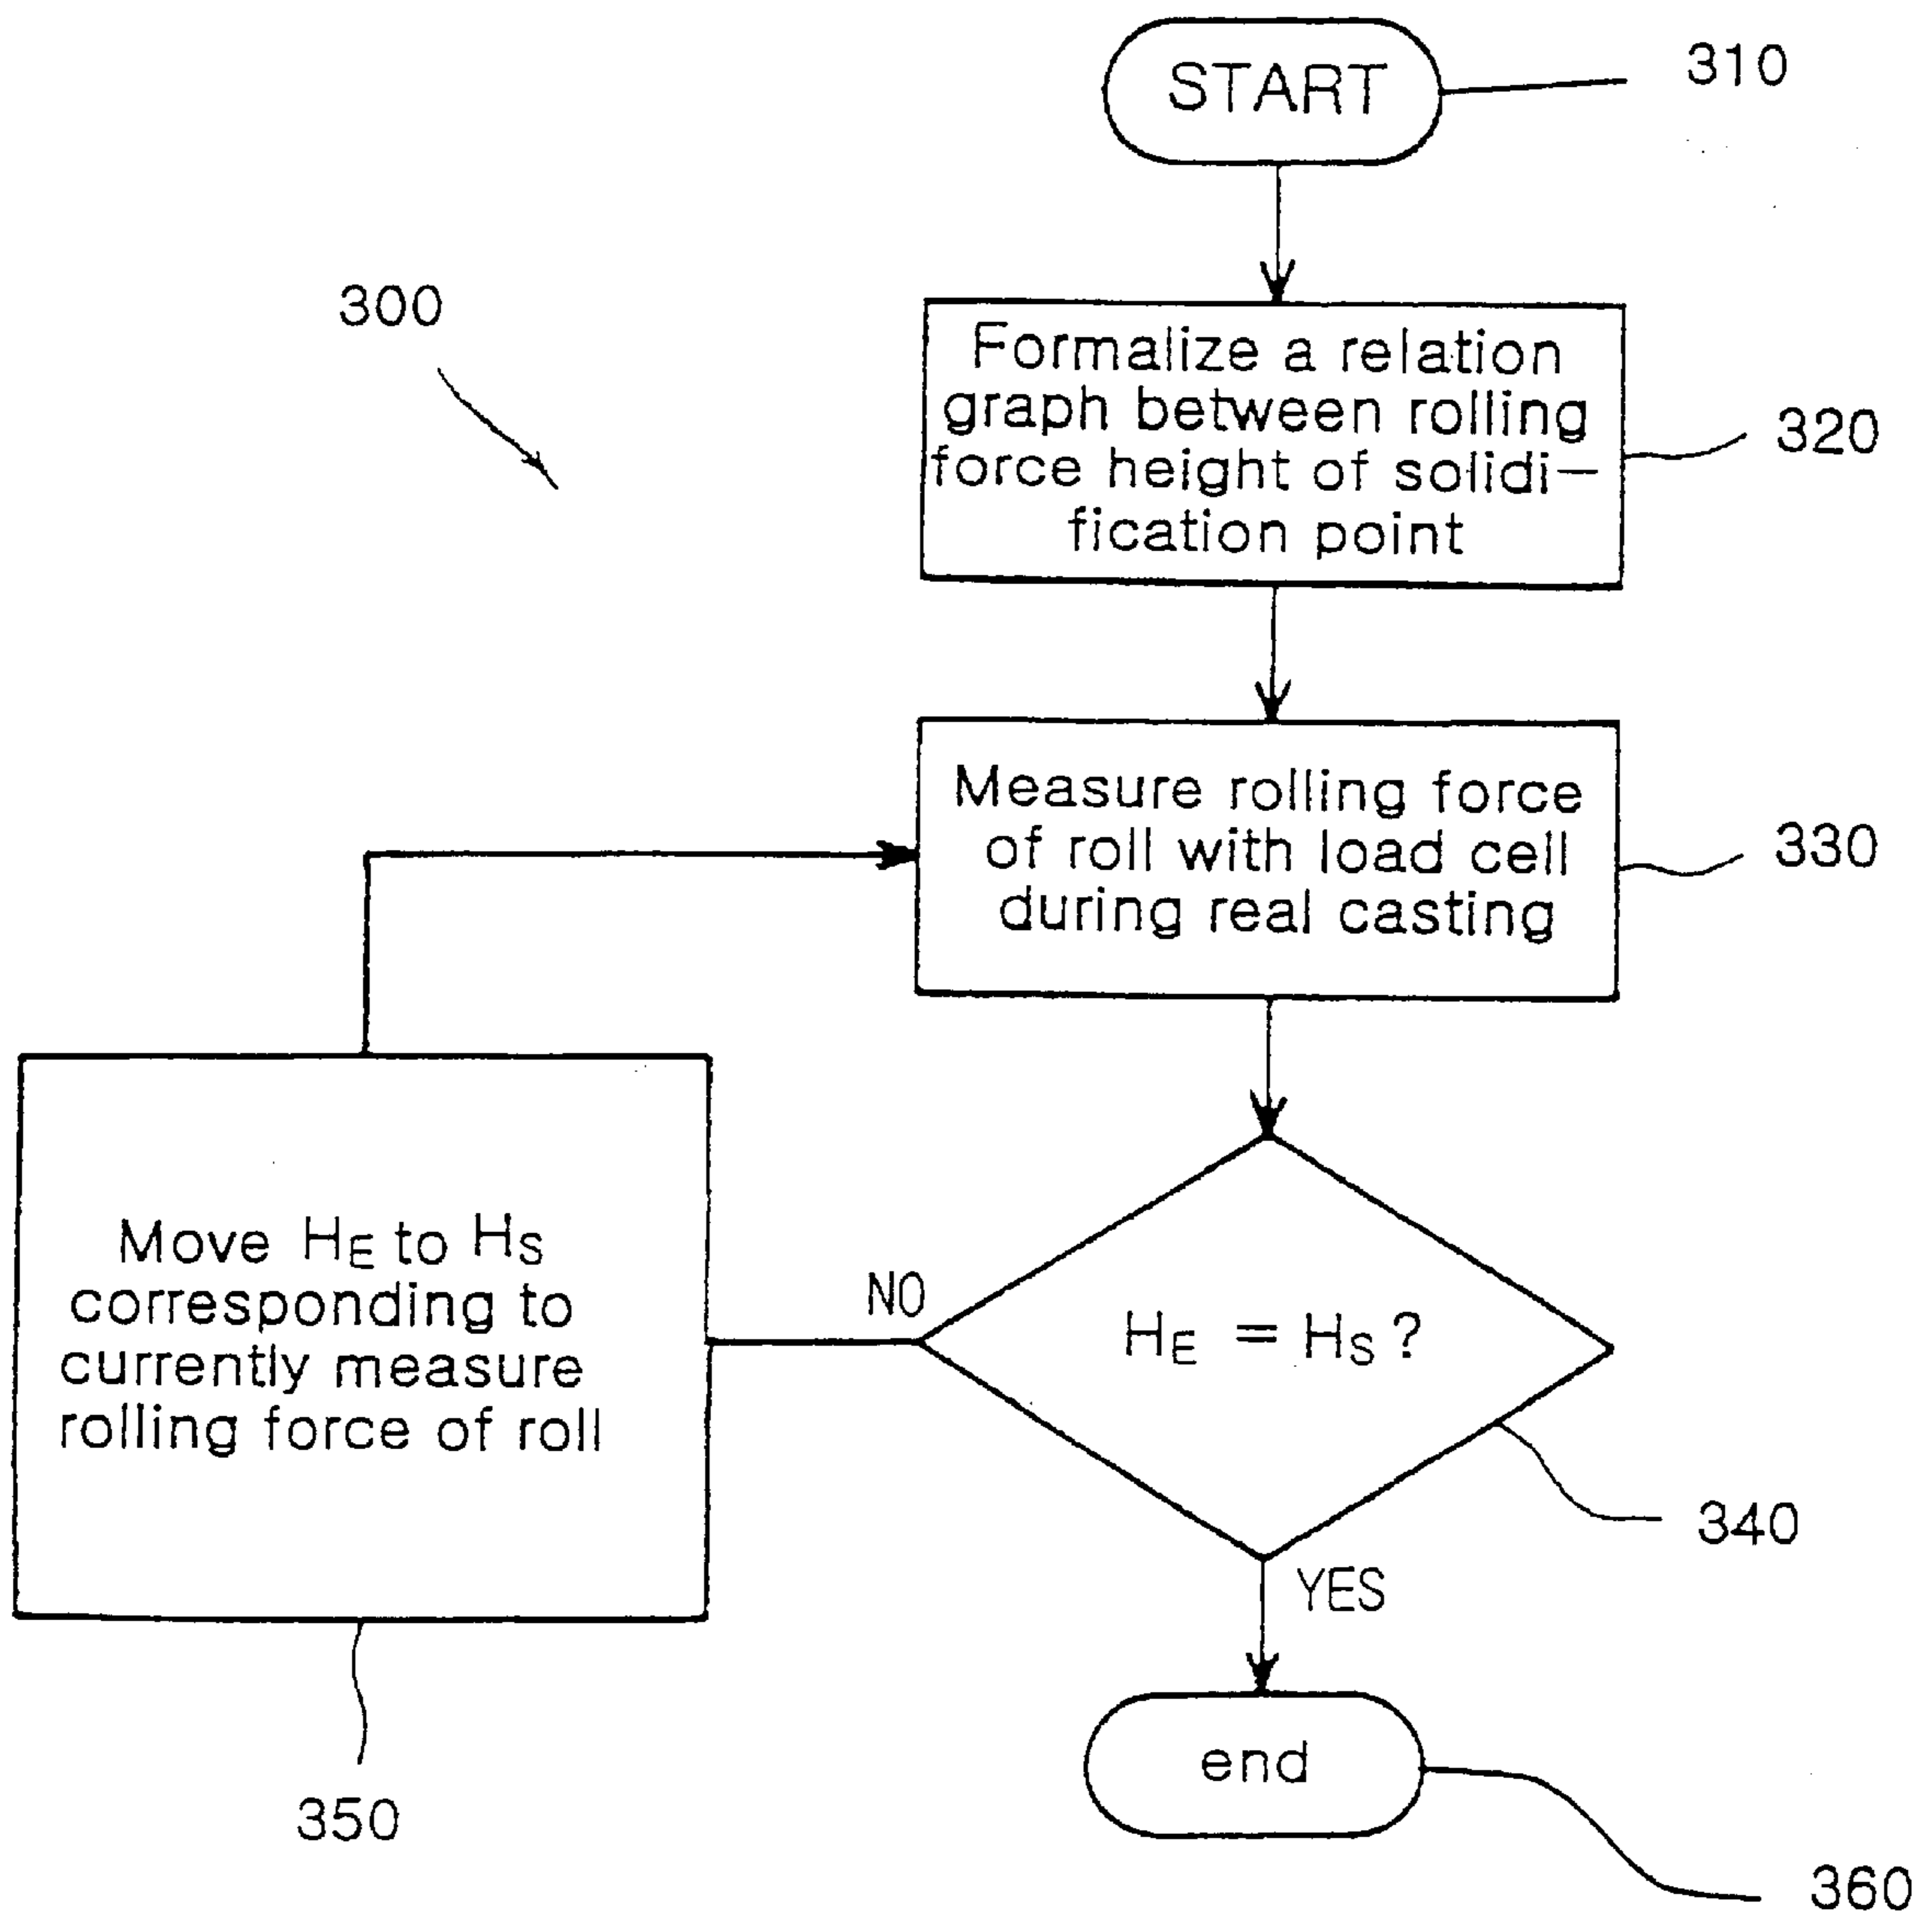 START
310
300
Formalize a relation
graph between rolling
force height of solidi-
fication point
320
Measure rolling force
of roll with load cell
during real casting
330
Move HE to HS
corresponding to
currently measure
rolling force of roll
350
NO
HE = HS ?
340
YES
end
360